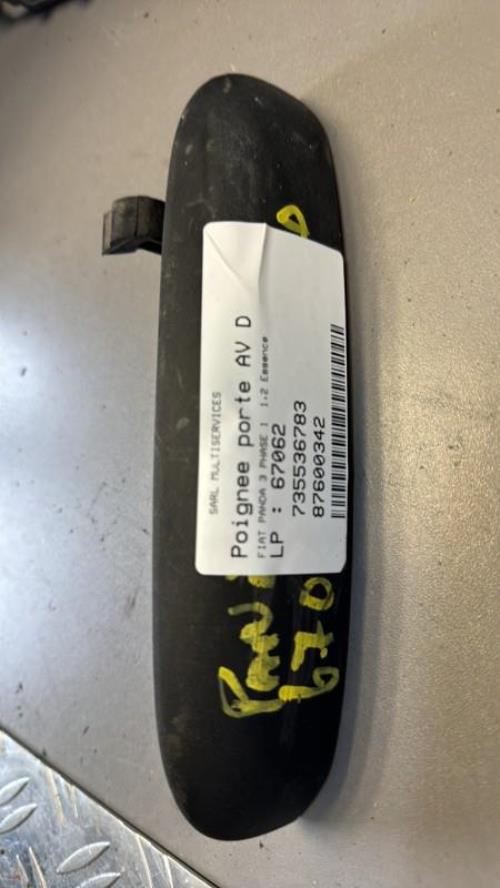 SARL MULTISERVICES
Poignee porte AV D
FIAT PANDA 3 PHASE 1 1.2 Essence
LP : 67062
735536783
87600342